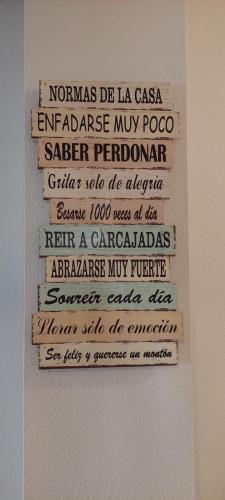 NORMAS DE LA CASA
ENFADARSE MUY POCO
SABER PERDONAR
Gritar solo de alegria
Besarse 1000 veces al día
REIR A CARCAJADAS
ABRAZARSE MUY FUERTE
Sonreír cada día
Llorar sólo de emoción
Ser feliz y quererse un montón